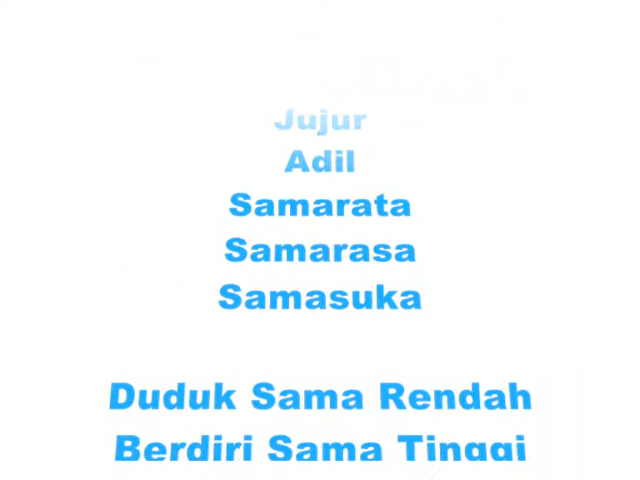 Jujur
Adil
Samarata
Samarasa
Samasuka
Duduk Sama Rendah
Berdiri Sama Tinggi